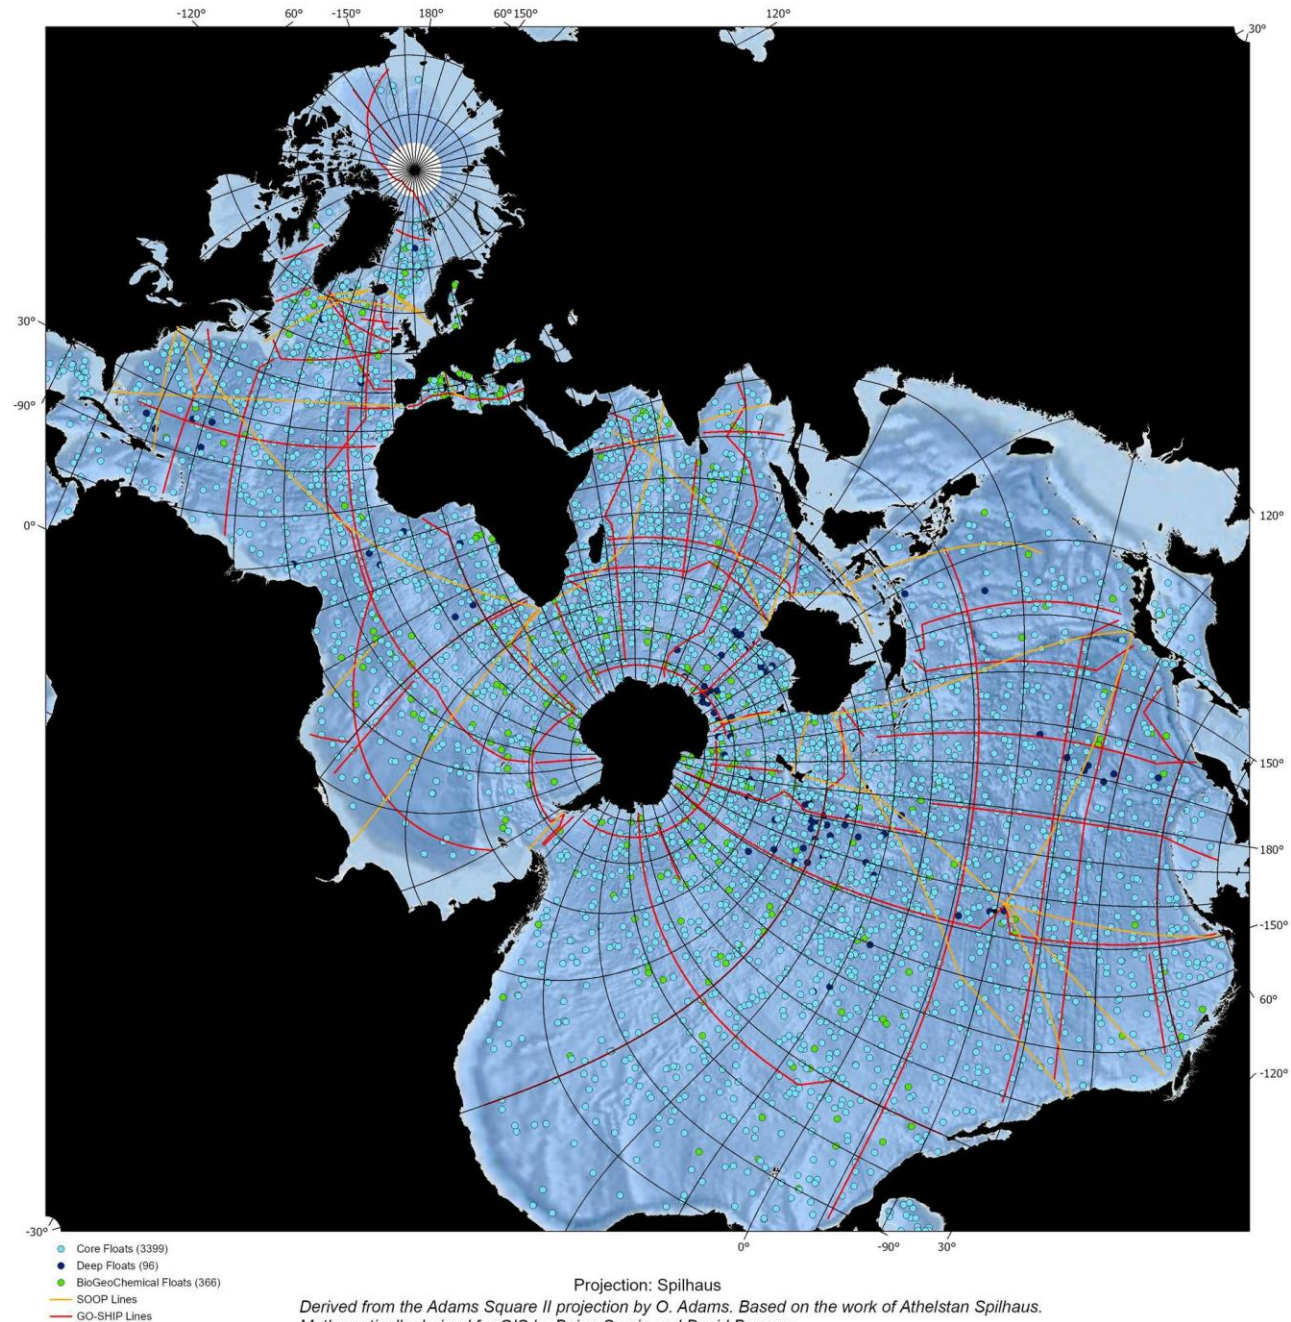 -120° 60° -150° 180° 60° 150° 120° 30°
30°
-90°
0°
120°
150°
180°
-150°
60°
-120°
-30°
0° -90° 30°
Core Floats (3399)
Deep Floats (96)
BioGeoChemical Floats (366)
SOOP Lines
GO-SHIP Lines
Projection: Spilhaus
Derived from the Adams Square II projection by O. Adams. Based on the work of Athelstan Spilhaus.